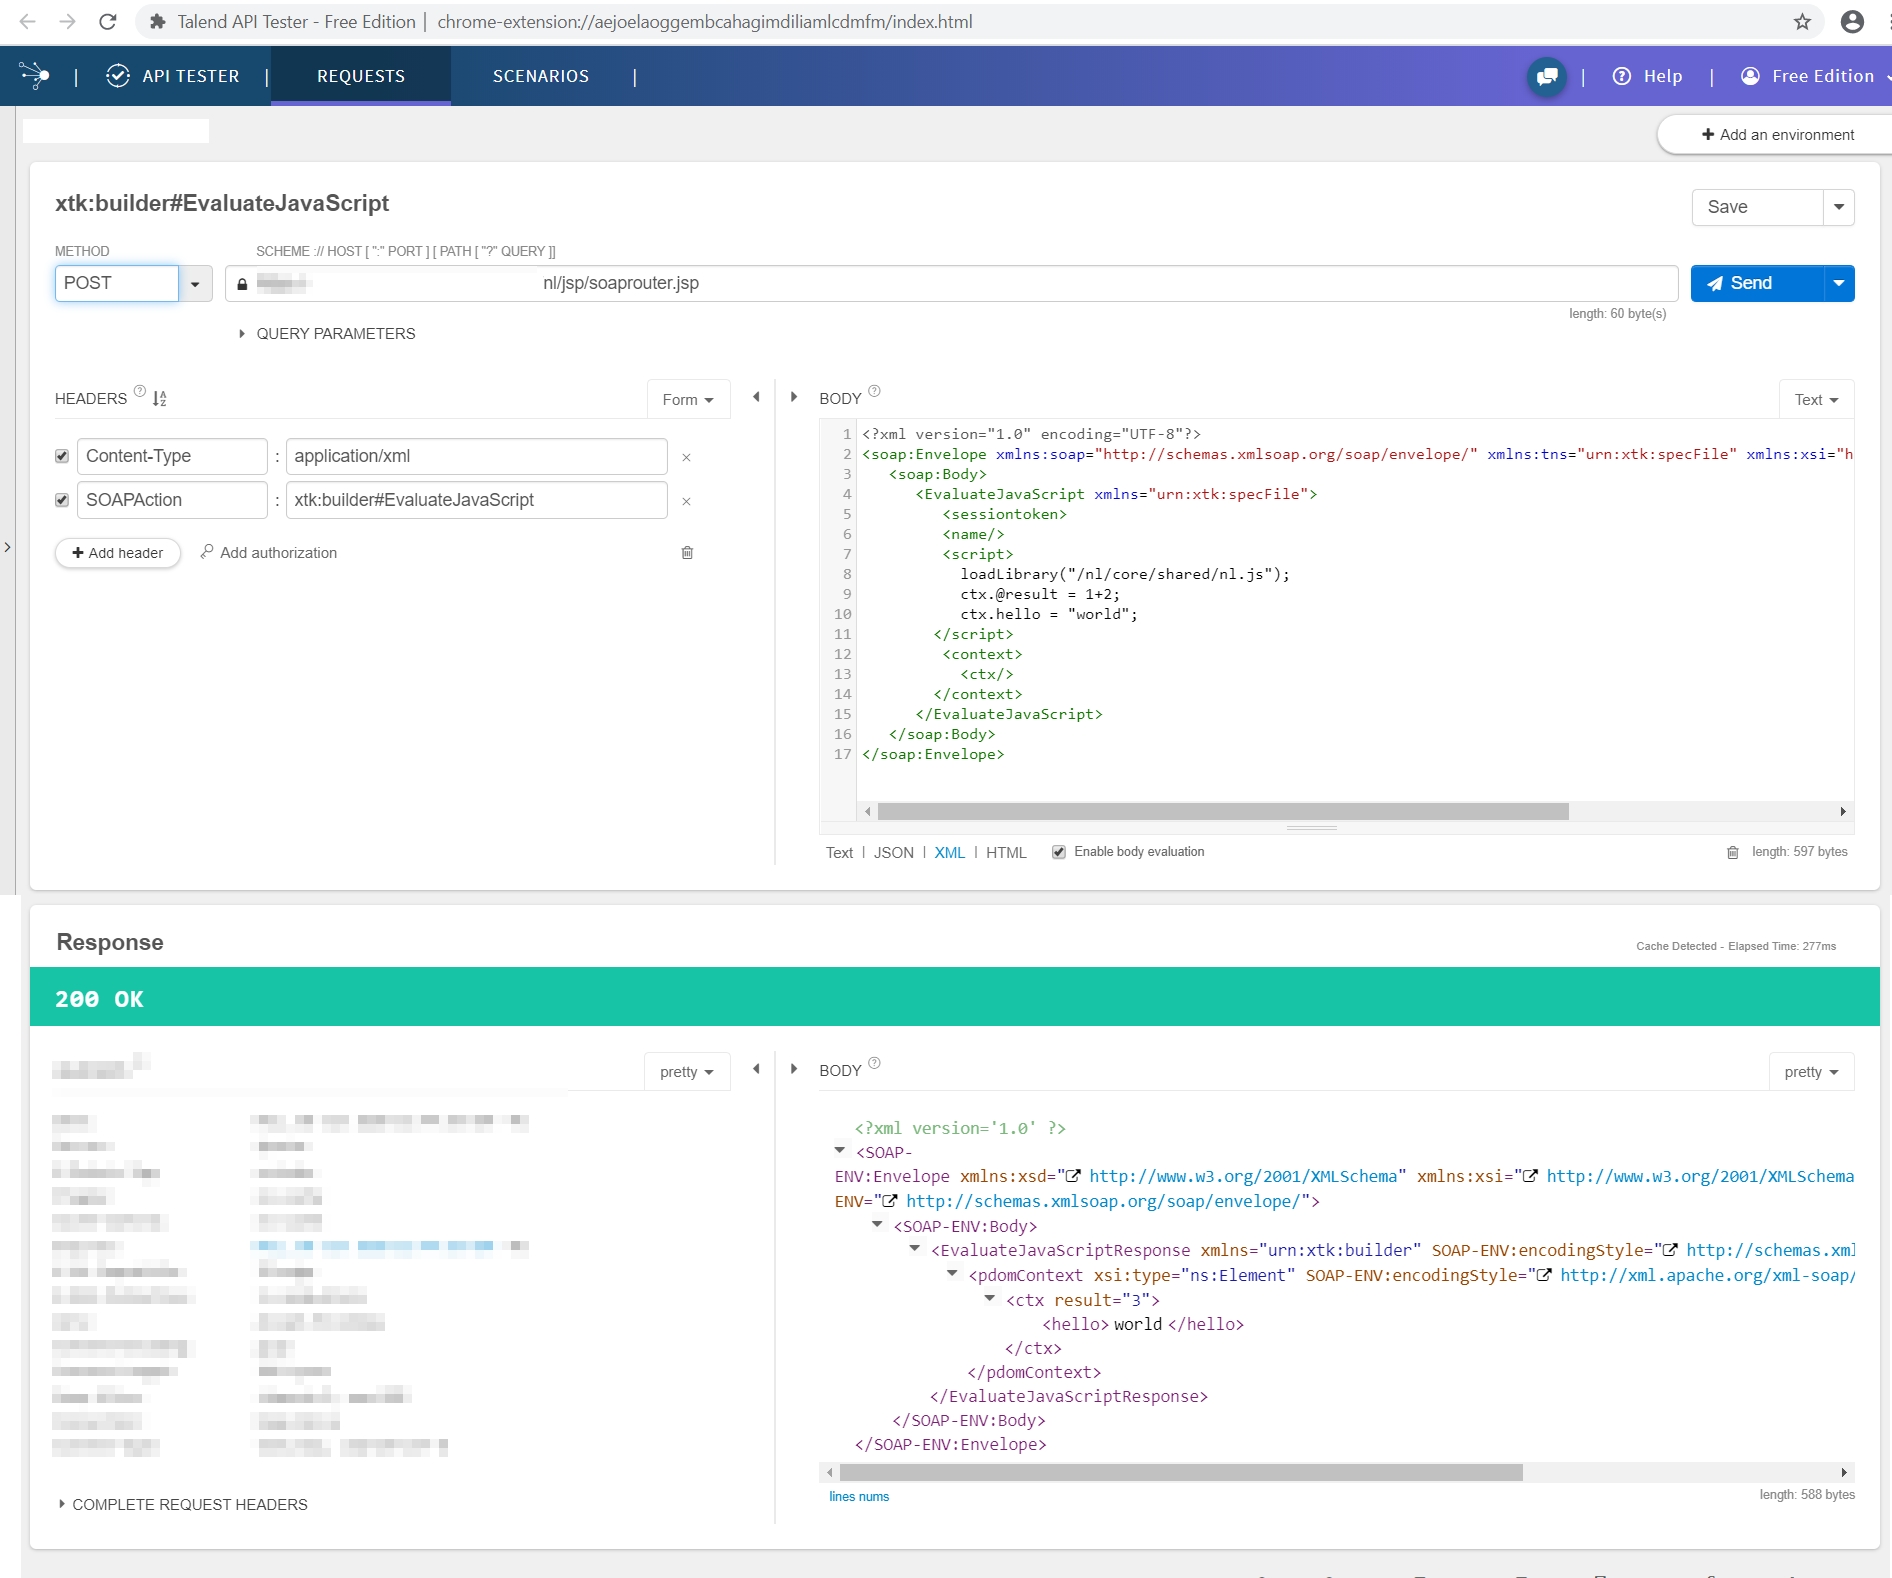 Talend API Tester - Free Edition | chrome-extension://aejoelaoggembcahagimdiliamlcdmfm/index.html
| API TESTER | REQUESTS SCENARIOS | | Help | Free Edition
+ Add an environment
xtk:builder#EvaluateJavaScript
Save
METHOD SCHEME :// HOST [ ":" PORT ] [ PATH [ "?" QUERY ]]
POST nl/jsp/soaprouter.jsp Send
length: 60 byte(s)
QUERY PARAMETERS
HEADERS ? Form
Content-Type : application/xml ×
SOAPAction : xtk:builder#EvaluateJavaScript ×
+ Add header Add authorization
BODY ? Text
1 <?xml version="1.0" encoding="UTF-8"?>
2 <soap:Envelope xmlns:soap="http://schemas.xmlsoap.org/soap/envelope/" xmlns:tns="urn:xtk:specFile" xmlns:xsi="h
3 <soap:Body>
4 <EvaluateJavaScript xmlns="urn:xtk:specFile">
5 <sessiontoken>
6 <name/>
7 <script>
8 loadLibrary("/nl/core/shared/nl.js");
9 ctx.@result = 1+2;
10 ctx.hello = "world";
11 </script>
12 <context>
13 <ctx/>
14 </context>
15 </EvaluateJavaScript>
16 </soap:Body>
17 </soap:Envelope>
Text | JSON | XML | HTML Enable body evaluation length: 597 bytes
Response
Cache Detected - Elapsed Time: 277ms
200 OK
pretty
COMPLETE REQUEST HEADERS
BODY ? pretty
<?xml version='1.0' ?>
<SOAP-
ENV:Envelope xmlns:xsd=" http://www.w3.org/2001/XMLSchema" xmlns:xsi=" http://www.w3.org/2001/XMLSchema
ENV=" http://schemas.xmlsoap.org/soap/envelope/">
<SOAP-ENV:Body>
<EvaluateJavaScriptResponse xmlns="urn:xtk:builder" SOAP-ENV:encodingStyle=" http://schemas.xml
<pdomContext xsi:type="ns:Element" SOAP-ENV:encodingStyle=" http://xml.apache.org/xml-soap/
<ctx result="3">
<hello> world </hello>
</ctx>
</pdomContext>
</EvaluateJavaScriptResponse>
</SOAP-ENV:Body>
</SOAP-ENV:Envelope>
lines nums length: 588 bytes